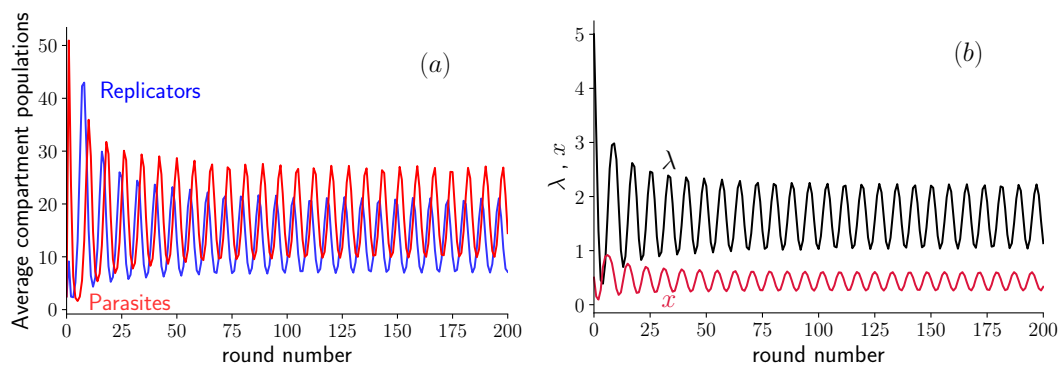 Average compartment populations
50
40
30
20
10
0
(a)
Replicators
Parasites
0 25 50 75 100 125 150 175 200
round number
λ , x
5
4
3
2
1
0
(b)
λ
x
0 25 50 75 100 125 150 175 200
round number